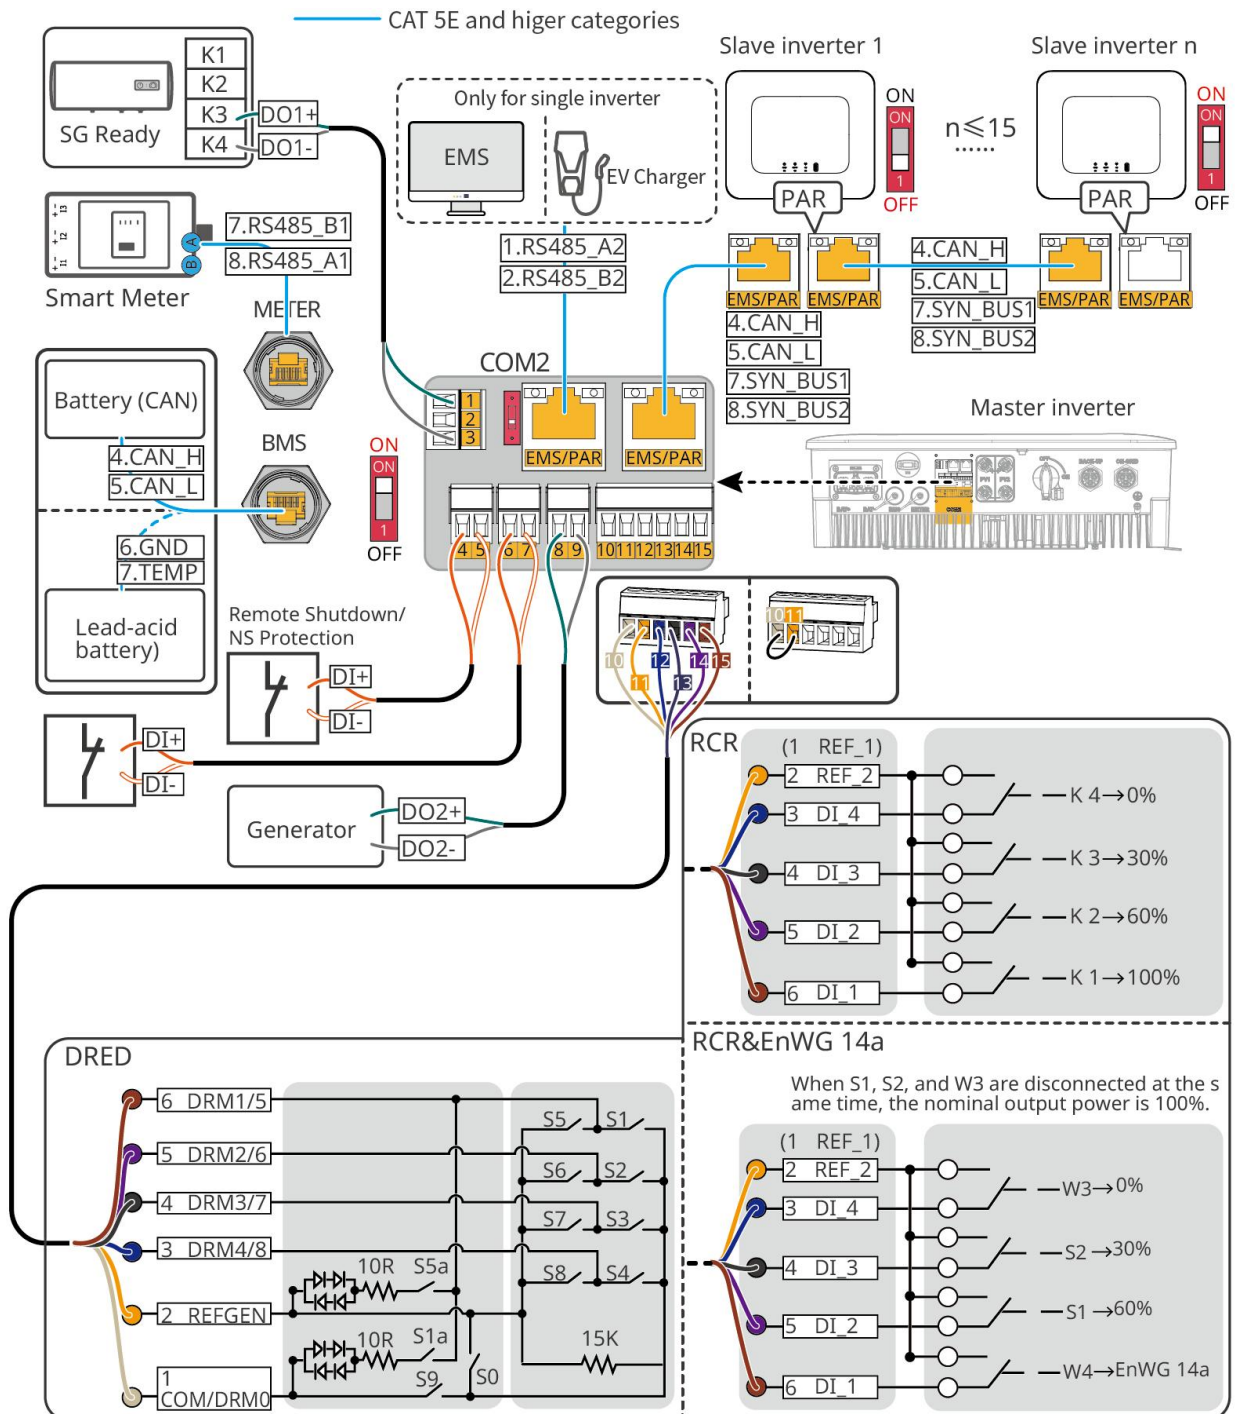 CAT 5E and higer categories
K1
K2
K3
K4
SG Ready
DO1+
DO1-
Only for single inverter
EMS
EV Charger
Slave inverter 1
Slave inverter n
ON
ON
1
OFF
n≤15
......
ON
ON
1
OFF
PAR
PAR
I3
I2
I1
A
B
Smart Meter
7.RS485_B1
8.RS485_A1
1.RS485_A2
2.RS485_B2
EMS/PAR
EMS/PAR
4.CAN_H
5.CAN_L
7.SYN_BUS1
8.SYN_BUS2
4.CAN_H
5.CAN_L
7.SYN_BUS1
8.SYN_BUS2
EMS/PAR
EMS/PAR
METER
BMS
Battery (CAN)
4.CAN_H
5.CAN_L
6.GND
7.TEMP
Lead-acid
battery)
ON
ON
1
OFF
COM2
1
2
3
EMS/PAR
EMS/PAR
4 5 6 7 8 9 10 11 12 13 14 15
Master inverter
PV1
PV2
BACK-UP
ON-GRID
Remote Shutdown/
NS Protection
DI+
DI-
DI+
DI-
Generator
DO2+
DO2-
10
11
12
13
14
15
10 11
RCR
(1 REF_1)
2 REF_2
3 DI_4
4 DI_3
5 DI_2
6 DI_1
K 4→0%
K 3→30%
K 2→60%
K 1→100%
DRED
6 DRM1/5
5 DRM2/6
4 DRM3/7
3 DRM4/8
2 REFGEN
1
COM/DRM0
10R
S5a
10R
S1a
S9
S0
S5
S1
S6
S2
S7
S3
S8
S4
15K
RCR&EnWG 14a
When S1, S2, and W3 are disconnected at the s
ame time, the nominal output power is 100%.
(1 REF_1)
2 REF_2
3 DI_4
4 DI_3
5 DI_2
6 DI_1
W3→0%
S2→30%
S1→60%
W4→EnWG 14a